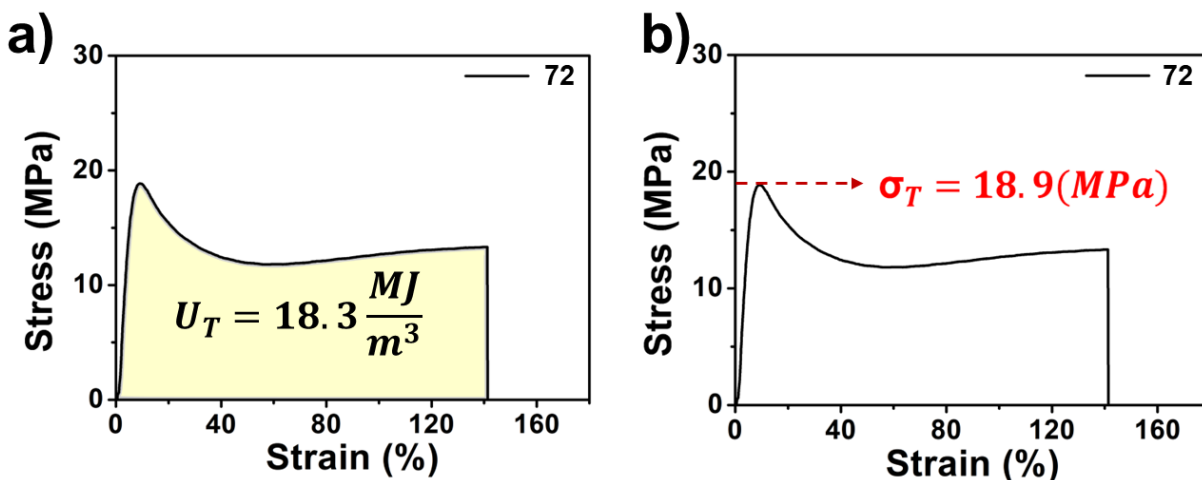 a)
30
20
10
0
Stress (MPa)
72
U_T = 18.3 MJ/m³
0 40 80 120 160
Strain (%)
b)
30
20
10
0
Stress (MPa)
72
σ_T = 18.9(MPa)
0 40 80 120 160
Strain (%)